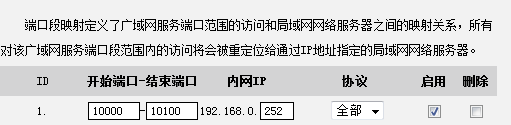 端口段映射定义了广域网服务端口范围的访问和局域网网络服务器之间的映射关系，所有
对该广域网服务端口段范围内的访问将会被重定位给通过IP地址指定的局域网网络服务器。
ID 开始端口-结束端口 内网IP 协议 启用 删除
1. 10000-10100 192.168.0.252 全部